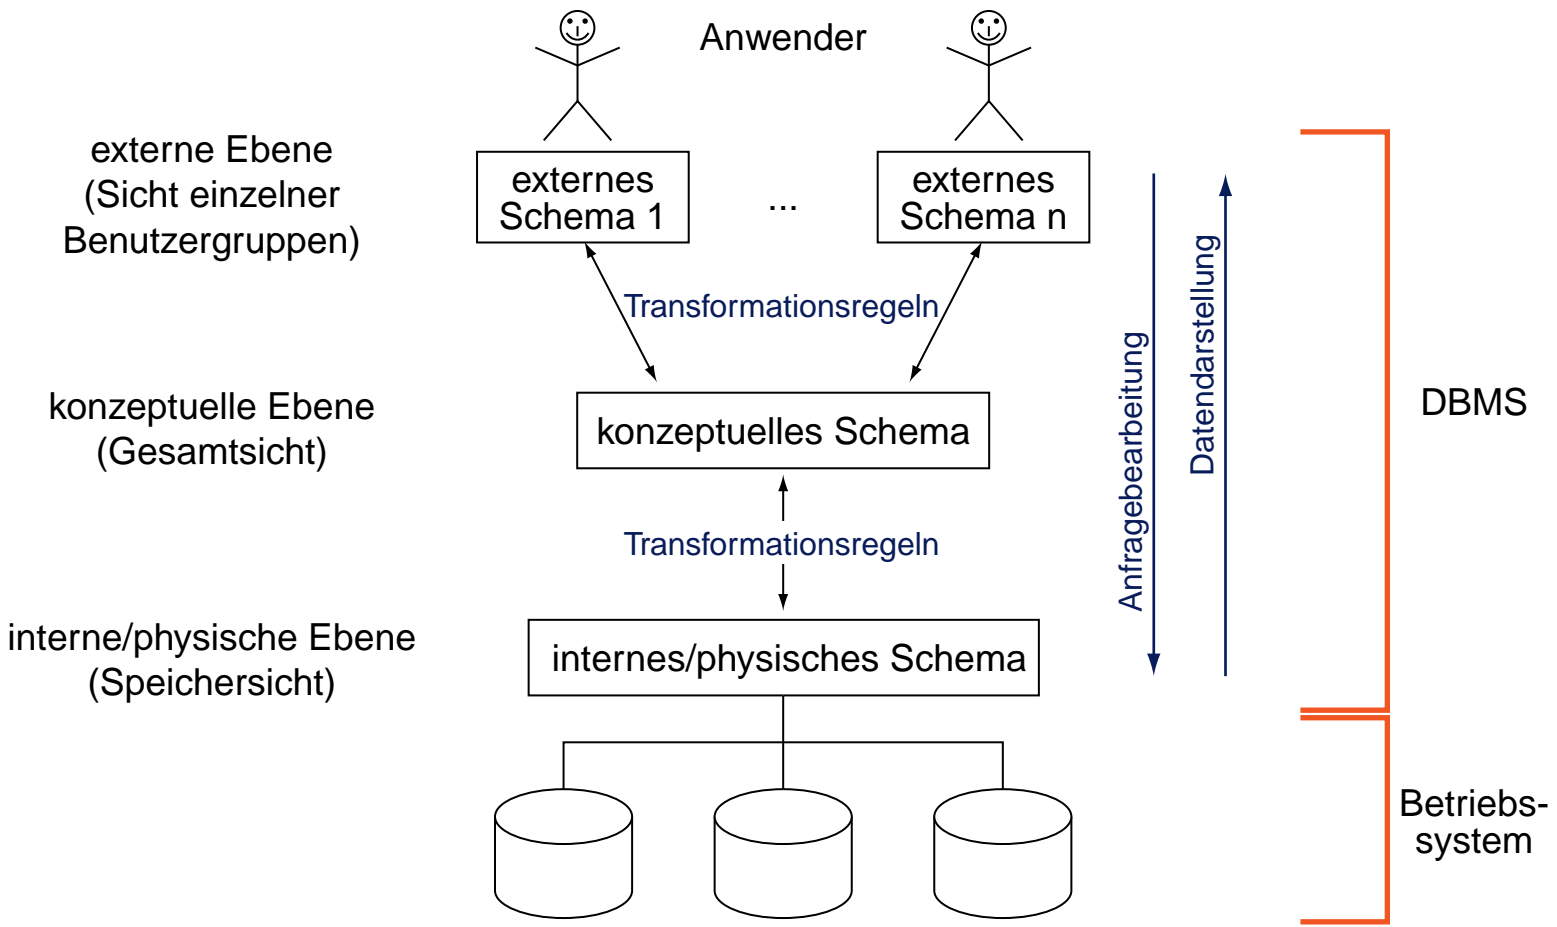 Anwender
externe Ebene
(Sicht einzelner
Benutzergruppen)
externes
Schema 1
...
externes
Schema n
Transformationsregeln
konzeptuelle Ebene
(Gesamtsicht)
konzeptuelles Schema
Transformationsregeln
interne/physische Ebene
(Speichersicht)
internes/physisches Schema
Anfragebearbeitung
Datendarstellung
DBMS
Betriebs-
system